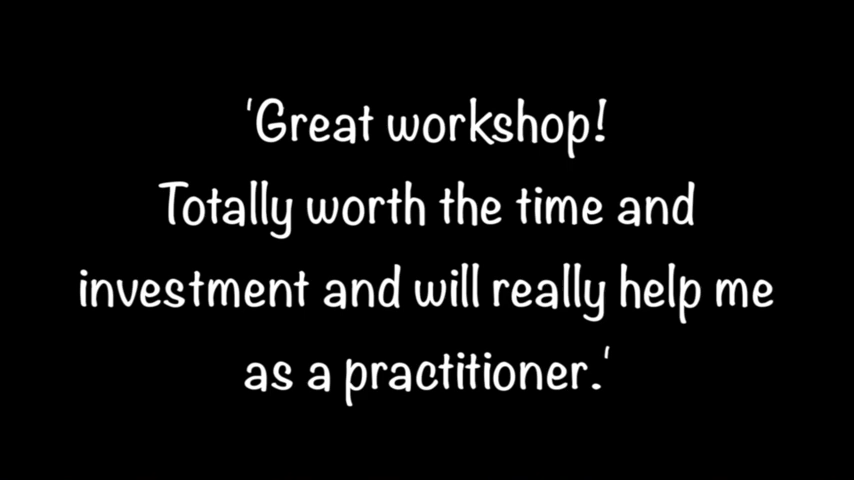 'Great workshop!
Totally worth the time and
investment and will really help me
as a practitioner.'